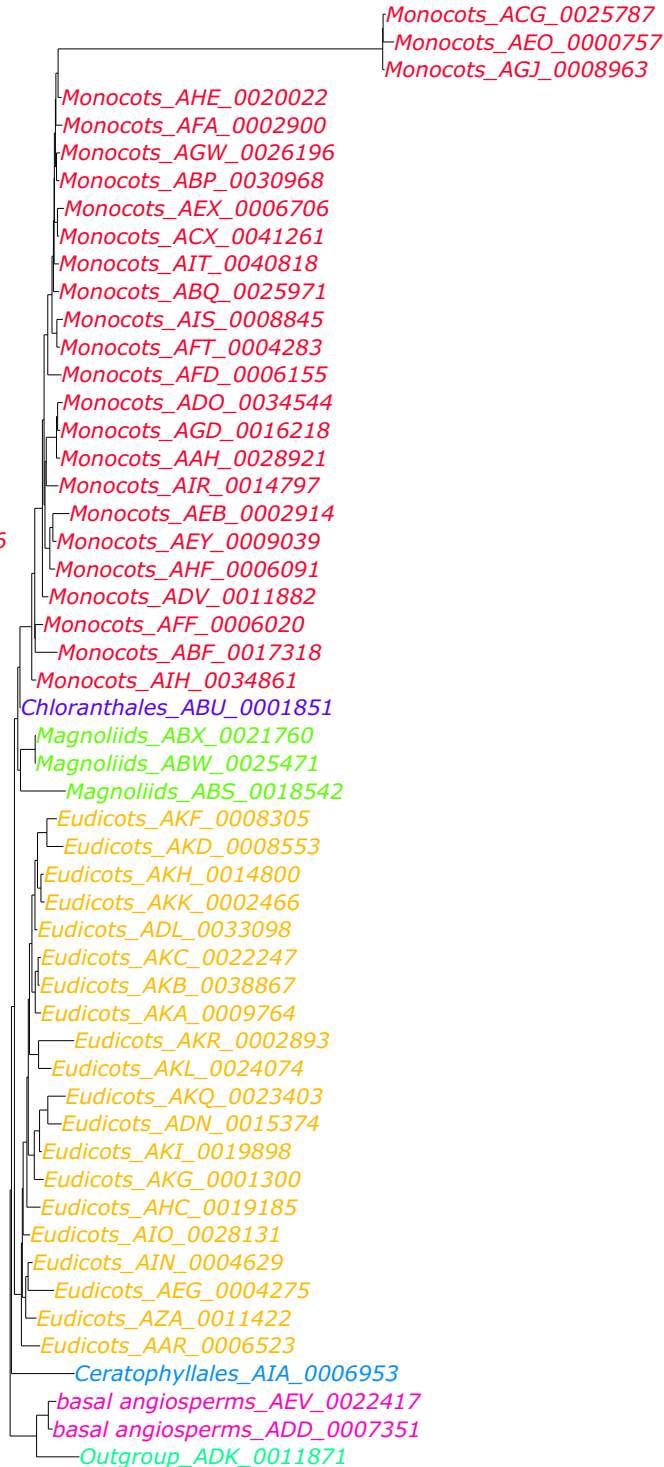 Monocots_ACG_0025787
Monocots_AEO_0000757
Monocots_AGJ_0008963
Monocots_AHE_0020022
Monocots_AFA_0002900
Monocots_AGW_0026196
Monocots_ABP_0030968
Monocots_AEX_0006706
Monocots_ACX_0041261
Monocots_AIT_0040818
Monocots_ABQ_0025971
Monocots_AIS_0008845
Monocots_AFT_0004283
Monocots_AFD_0006155
Monocots_ADO_0034544
Monocots_AGD_0016218
Monocots_AAH_0028921
Monocots_AIR_0014797
Monocots_AEB_0002914
6
Monocots_AEY_0009039
Monocots_AHF_0006091
Monocots_ADV_0011882
Monocots_AFF_0006020
Monocots_ABF_0017318
Monocots_AIH_0034861
Chloranthales_ABU_0001851
Magnoliids_ABX_0021760
Magnoliids_ABW_0025471
Magnoliids_ABS_0018542
Eudicots_AKF_0008305
Eudicots_AKD_0008553
Eudicots_AKH_0014800
Eudicots_AKK_0002466
Eudicots_ADL_0033098
Eudicots_AKC_0022247
Eudicots_AKB_0038867
Eudicots_AKA_0009764
Eudicots_AKR_0002893
Eudicots_AKL_0024074
Eudicots_AKQ_0023403
Eudicots_ADN_0015374
Eudicots_AKI_0019898
Eudicots_AKG_0001300
Eudicots_AHC_0019185
Eudicots_AIO_0028131
Eudicots_AIN_0004629
Eudicots_AEG_0004275
Eudicots_AZA_0011422
Eudicots_AAR_0006523
Ceratophyllales_AIA_0006953
basal angiosperms_AEV_0022417
basal angiosperms_ADD_0007351
Outgroup_ADK_0011871